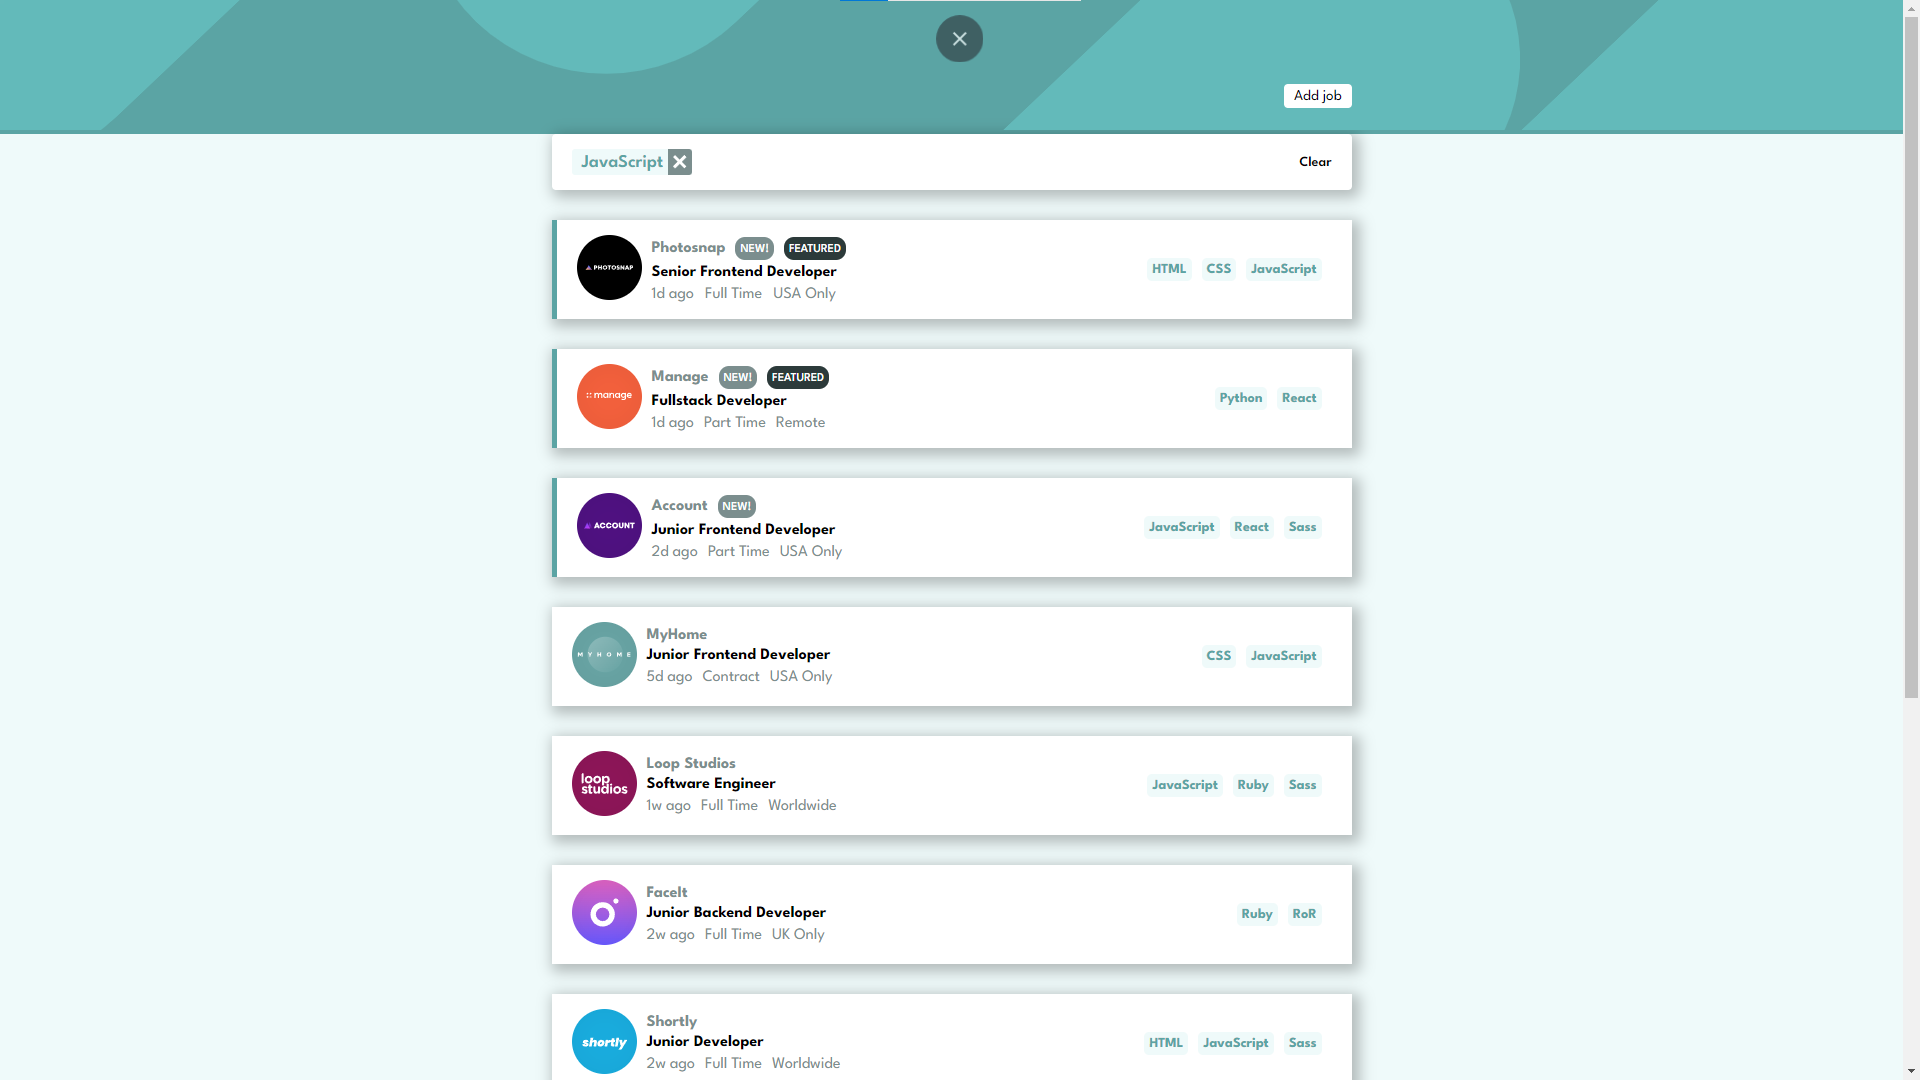 Add job
JavaScript
Clear
PHOTOSNAP
Photosnap NEW! FEATURED
Senior Frontend Developer
1d ago Full Time USA Only
HTML CSS JavaScript
manage
Manage NEW! FEATURED
Fullstack Developer
1d ago Part Time Remote
Python React
ACCOUNT
Account NEW!
Junior Frontend Developer
2d ago Part Time USA Only
JavaScript React Sass
MYHOME
MyHome
Junior Frontend Developer
5d ago Contract USA Only
CSS JavaScript
loop
studios
Loop Studios
Software Engineer
1w ago Full Time Worldwide
JavaScript Ruby Sass
FaceIt
Junior Backend Developer
2w ago Full Time UK Only
Ruby RoR
shortly
Shortly
Junior Developer
2w ago Full Time Worldwide
HTML JavaScript Sass